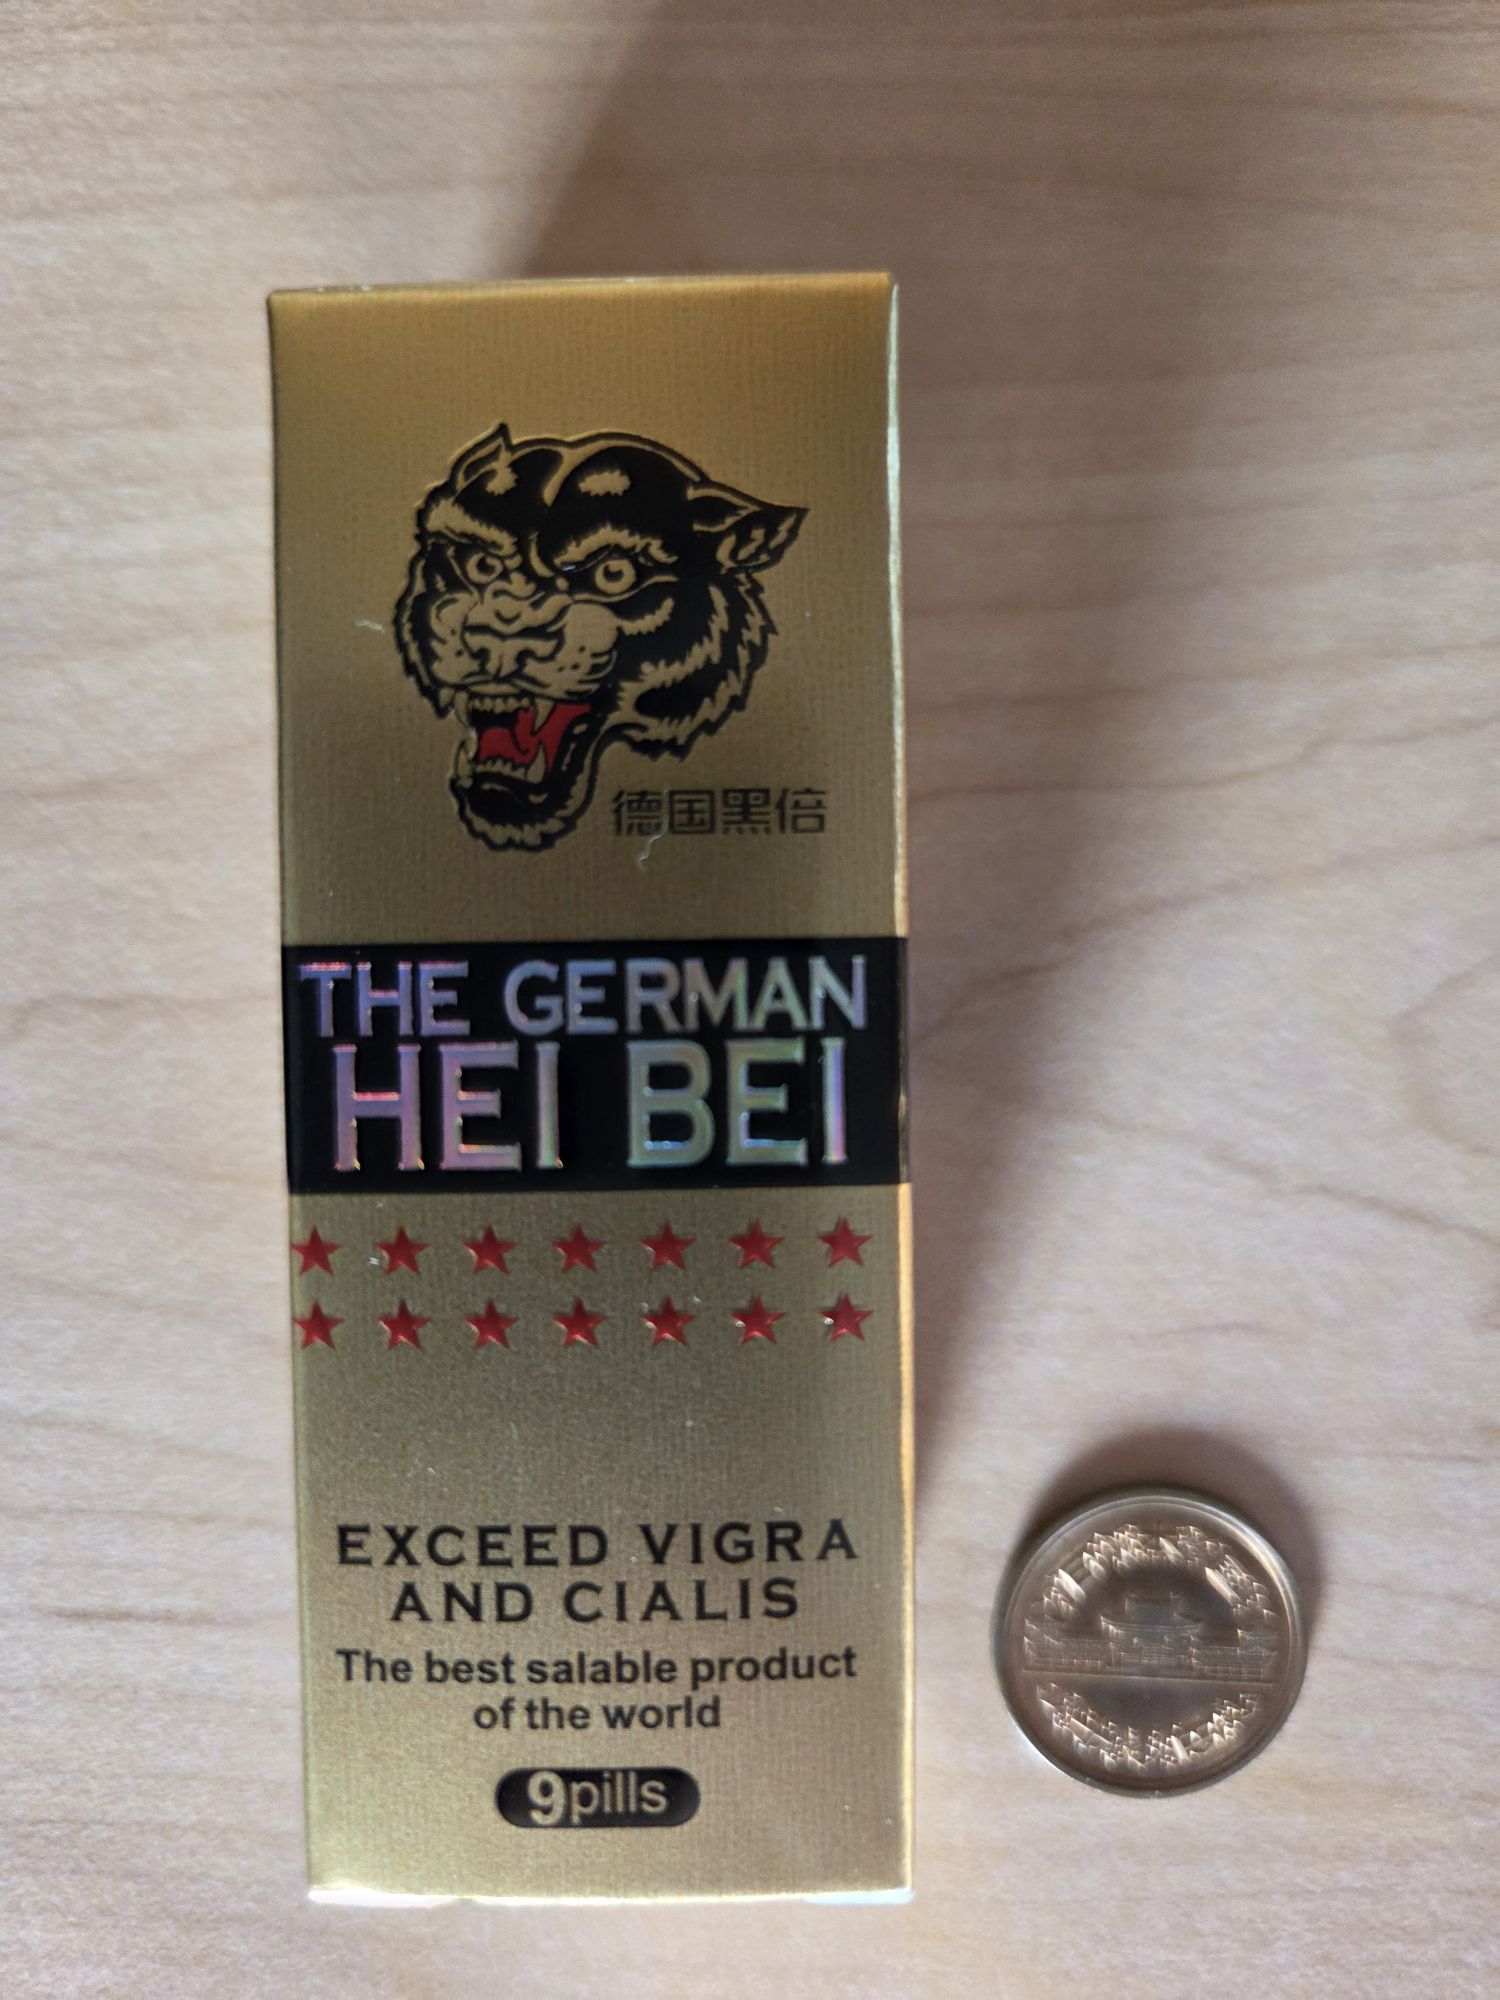 德国黑倍
THE GERMAN
HEI BEI
EXCEED VIGRA
AND CIALIS
The best salable product
of the world
9pills